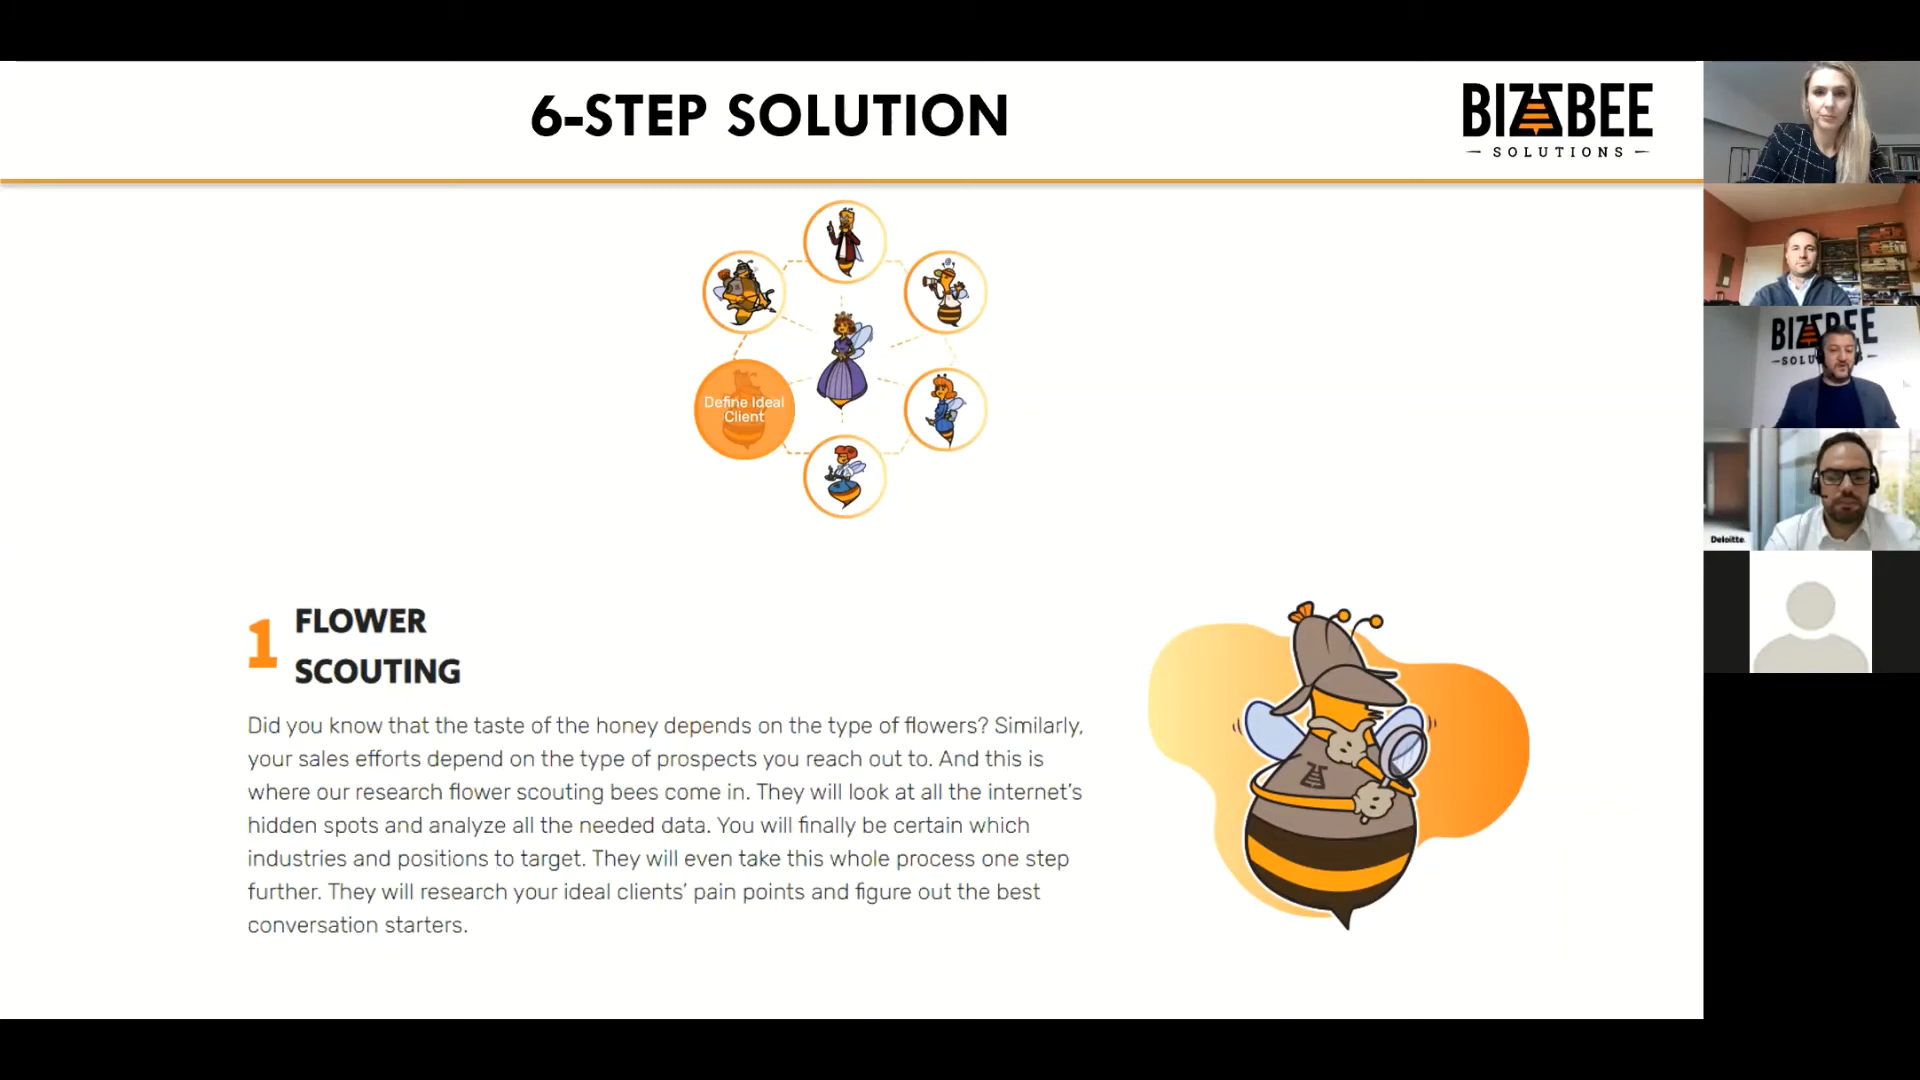 6-STEP SOLUTION
BIZZBEE
SOLUTIONS
Define Ideal
Client
1 FLOWER
SCOUTING
Did you know that the taste of the honey depends on the type of flowers? Similarly,
your sales efforts depend on the type of prospects you reach out to. And this is
where our research flower scouting bees come in. They will look at all the internet's
hidden spots and analyze all the needed data. You will finally be certain which
industries and positions to target. They will even take this whole process one step
further. They will research your ideal clients' pain points and figure out the best
conversation starters.
BIZZBEE
Deloitte.